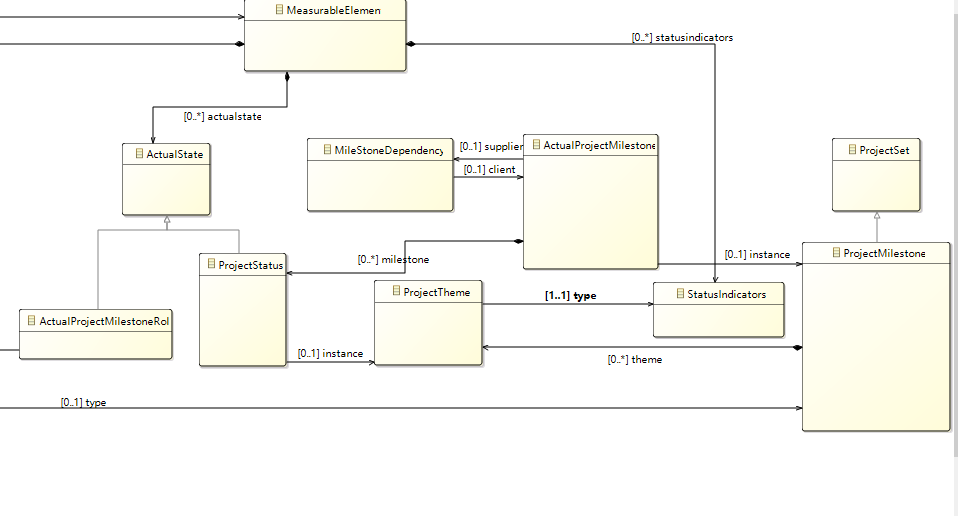 MeasurableElemen
[0..*] statusindicators
[0..*] actualstate
ActualState
MileStoneDependency
[0..1] supplier
[0..1] client
ActualProjectMilestone
ProjectSet
[0..*] milestone
[0..1] instance
ProjectMilestone
ProjectStatus
ProjectTheme
[1..1] type
StatusIndicators
ActualProjectMilestoneRol
[0..1] instance
[0..*] theme
[0..1] type